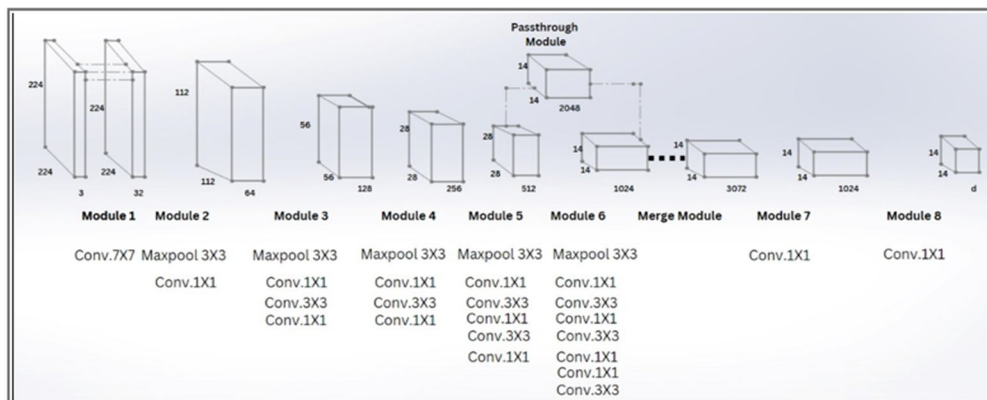 Passthrough
Module
14
14
2048
224
224
3
224
224
32
112
112
64
56
56
128
28
28
256
28
28
512
14
14
1024
14
3072
14
14
1024
14
14
d
Module 1 Module 2 Module 3 Module 4 Module 5 Module 6 Merge Module Module 7 Module 8
Conv.7X7 Maxpool 3X3 Maxpool 3X3 Maxpool 3X3 Maxpool 3X3 Maxpool 3X3 Conv.1X1 Conv.1X1
Conv.1X1 Conv.1X1 Conv.1X1 Conv.1X1 Conv.1X1
Conv.3X3 Conv.3X3 Conv.3X3 Conv.3X3
Conv.1X1 Conv.1X1 Conv.1X1 Conv.1X1
Conv.3X3 Conv.3X3
Conv.1X1 Conv.1X1
Conv.1X1
Conv.3X3